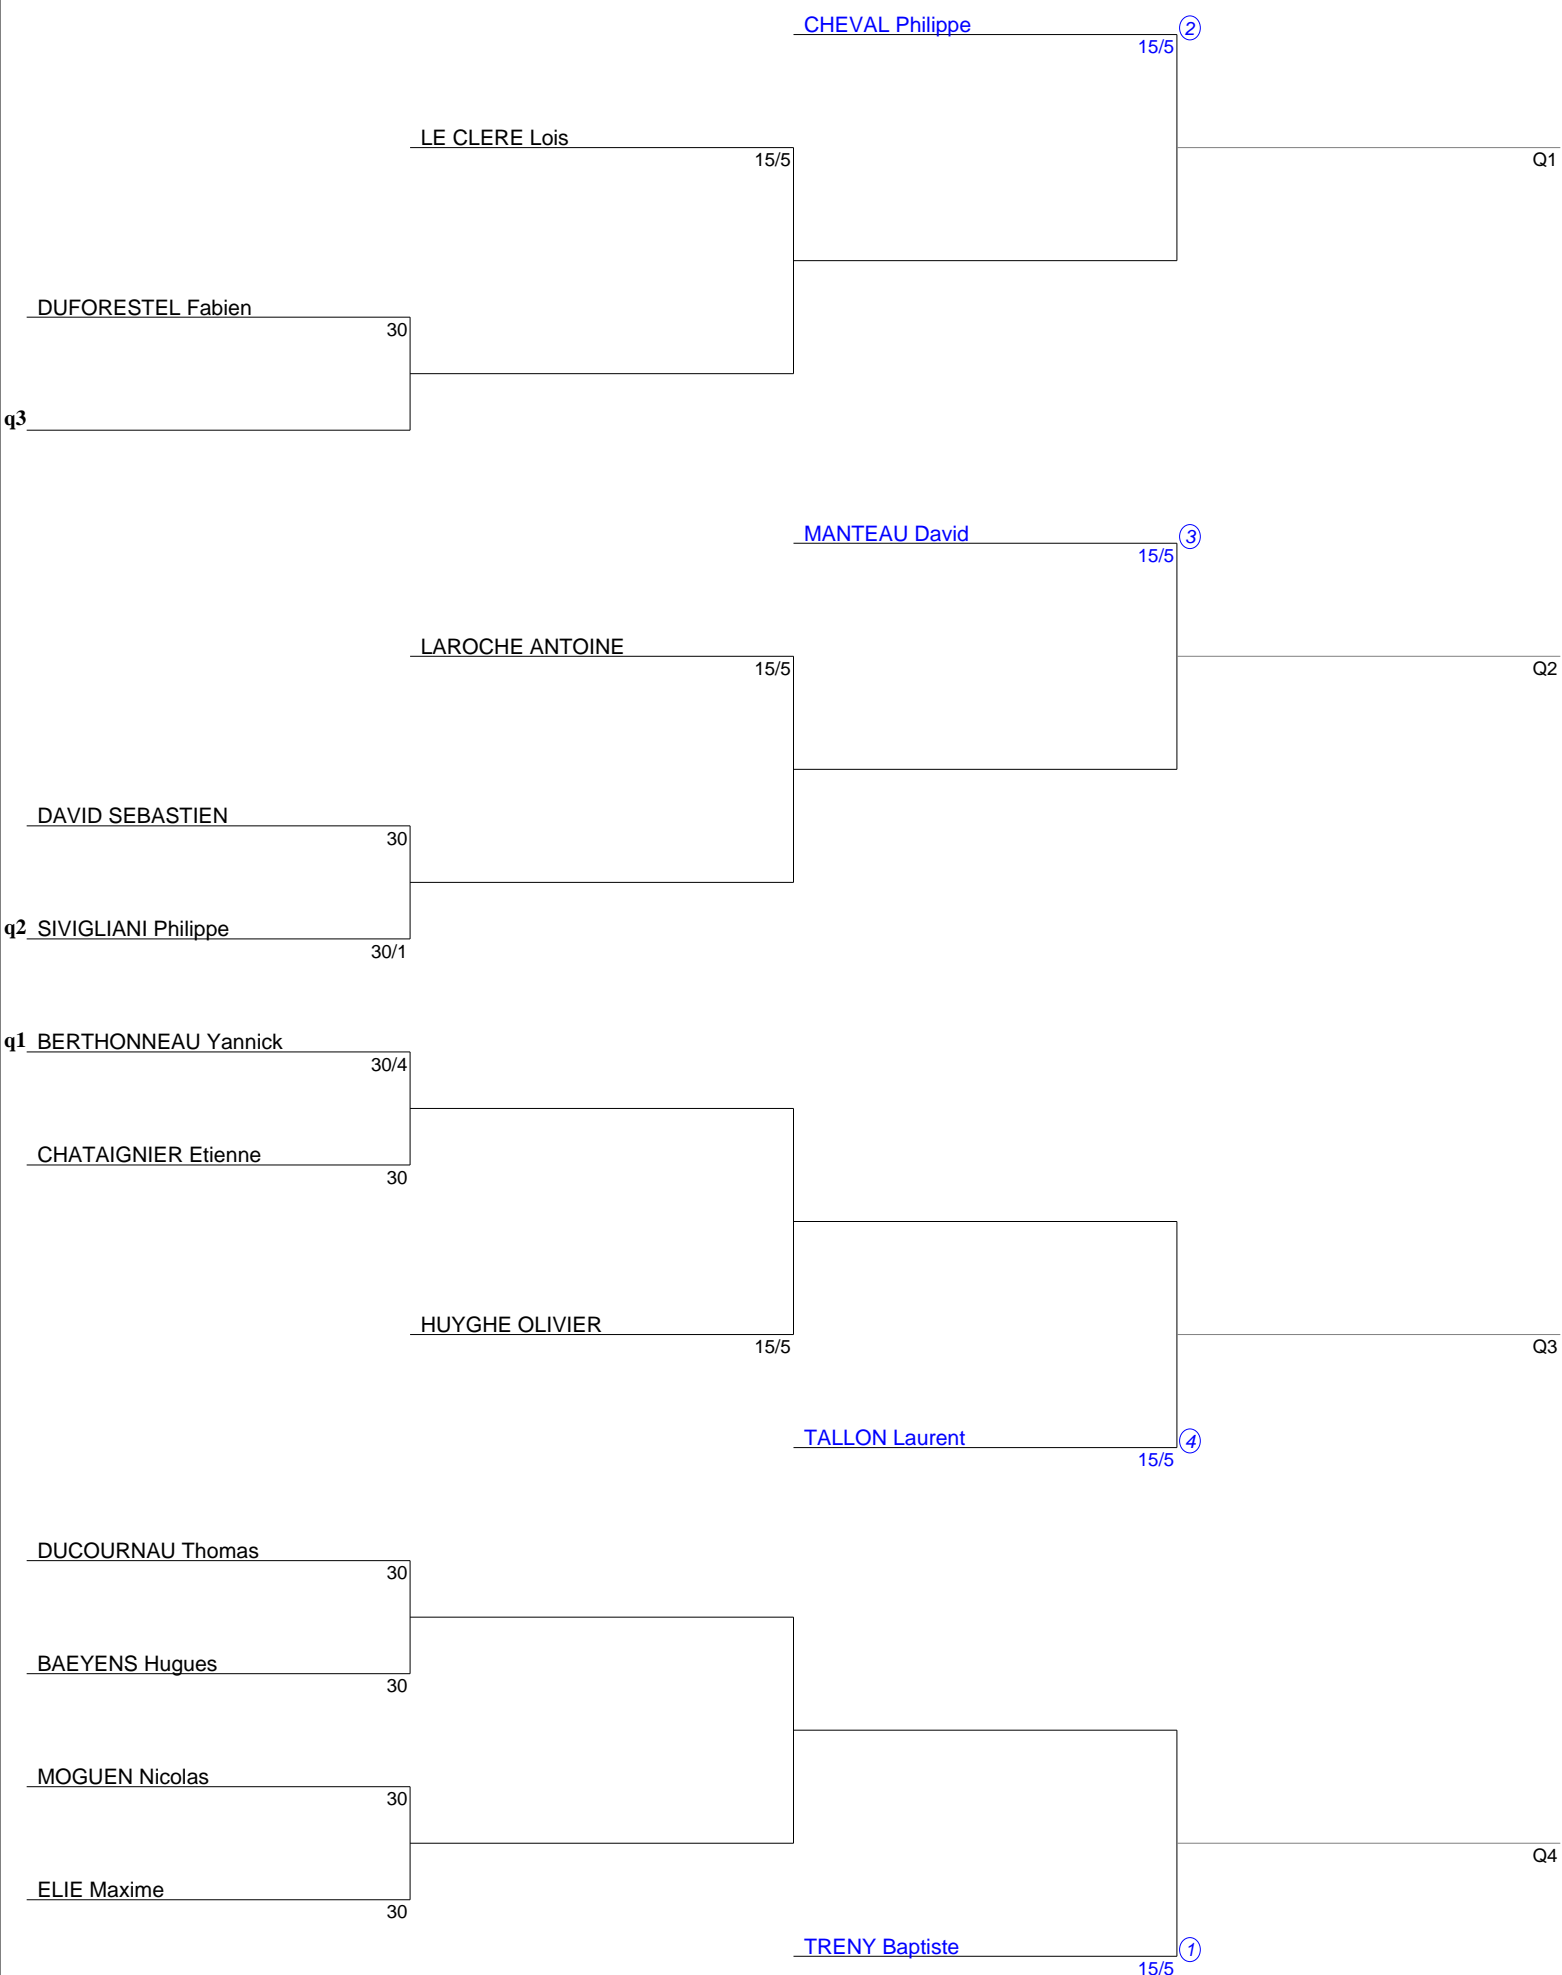 CHEVAL Philippe 2
15/5
LE CLERE Lois
15/5
Q1
DUFORESTEL Fabien
30
q3
MANTEAU David 3
15/5
LAROCHE ANTOINE
15/5
Q2
DAVID SEBASTIEN
30
q2 SIVIGLIANI Philippe
30/1
q1 BERTHONNEAU Yannick
30/4
CHATAIGNIER Etienne
30
HUYGHE OLIVIER
15/5
Q3
TALLON Laurent 4
15/5
DUCOURNAU Thomas
30
BAEYENS Hugues
30
MOGUEN Nicolas
30
Q4
ELIE Maxime
30
TRENY Baptiste 1
15/5